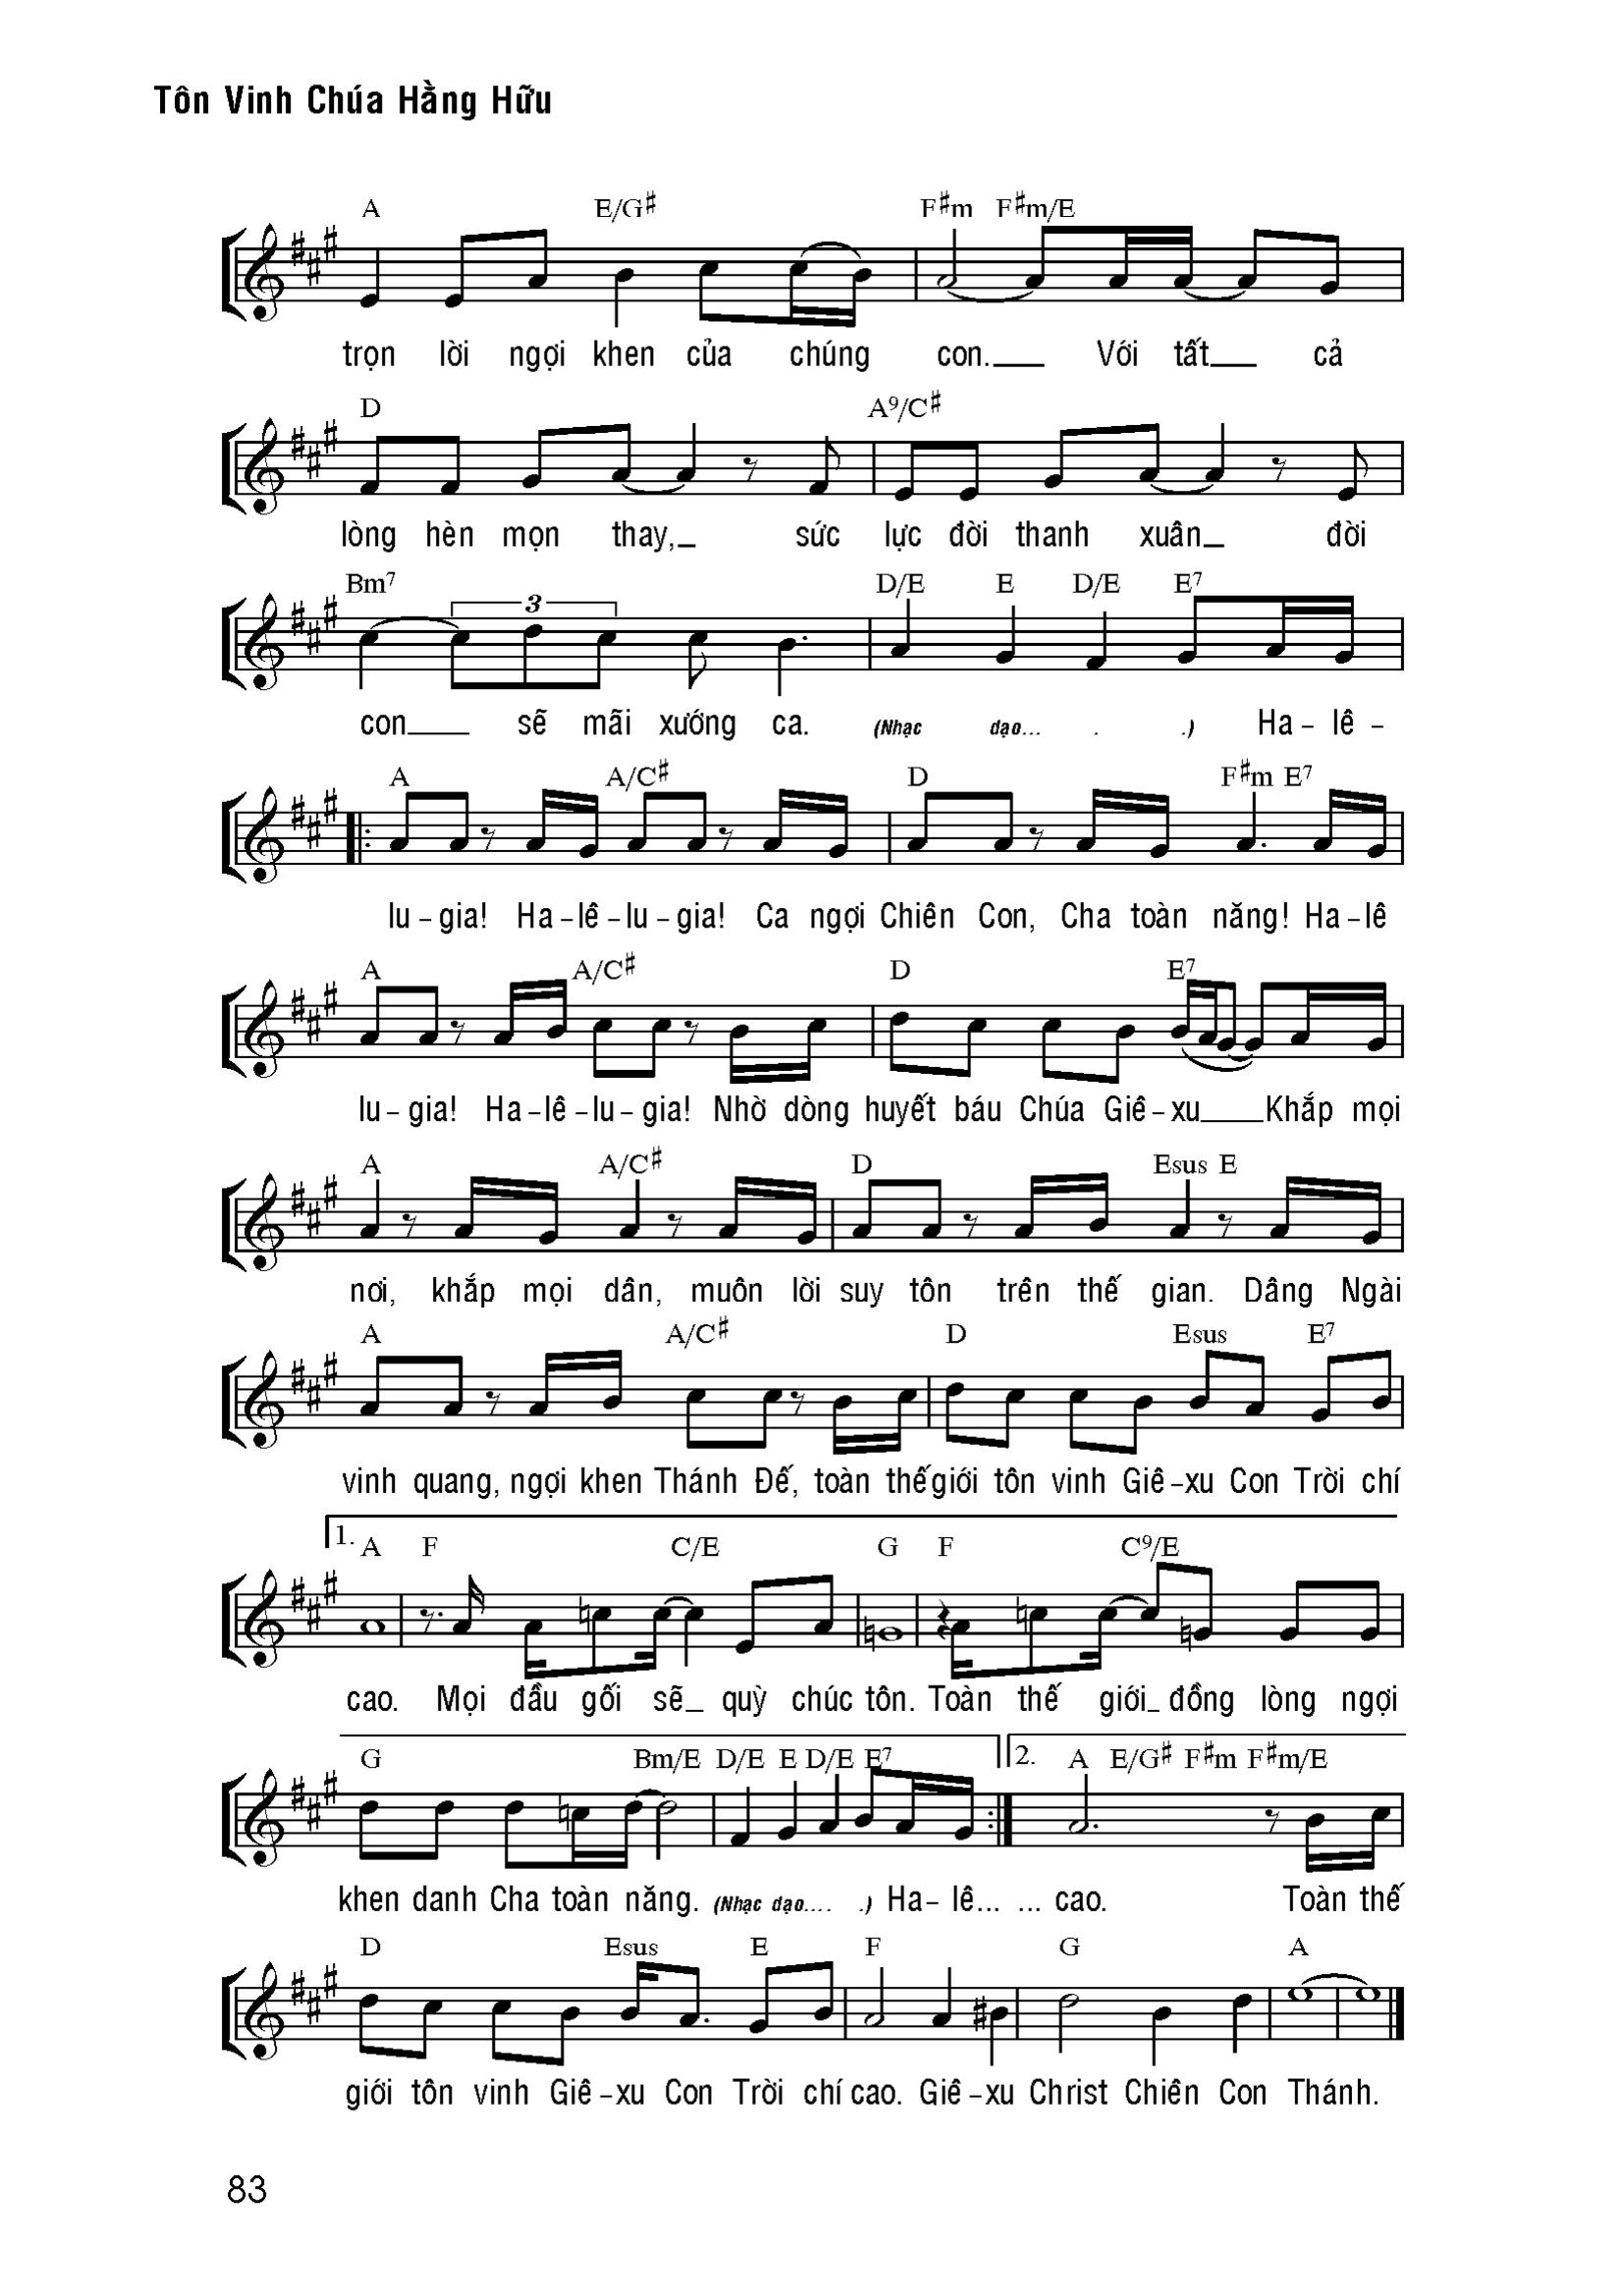 Tôn Vinh Chúa Hằng Hữu
A E/G♯ F♯m F♯m/E
trọn lời ngợi khen của chúng con. Với tất cả
D A9/C♯
lòng hèn mọn thay, sức lực đời thanh xuân đời
3
Bm7 D/E E D/E E7
con sẽ mãi xướng ca. (Nhạc dạo... . .) Ha-lê-
A A/C♯ D F♯m E7
lu-gia! Ha-lê-lu-gia! Ca ngợi Chiên Con, Cha toàn năng! Ha-lê
A A/C♯ D E7
lu-gia! Ha-lê-lu-gia! Nhờ dòng huyết báu Chúa Giê-xu Khắp mọi
A A/C♯ D Esus E
nơi, khắp mọi dân, muôn lời suy tôn trên thế gian. Dâng Ngài
A A/C♯ D Esus E7
vinh quang, ngợi khen Thánh Đế, toàn thế giới tôn vinh Giê-xu Con Trời chí
1. A F C/E G F C9/E
cao. Mọi đầu gối sẽ quỳ chúc tôn. Toàn thế giới đồng lòng ngợi
G Bm/E D/E E D/E E7 2. A E/G♯ F♯m F♯m/E
khen danh Cha toàn năng. (Nhạc dạo.... .) Ha-lê... ... cao. Toàn thế
D Esus E F G A
giới tôn vinh Giê-xu Con Trời chí cao. Giê-xu Christ Chiên Con Thánh.
83